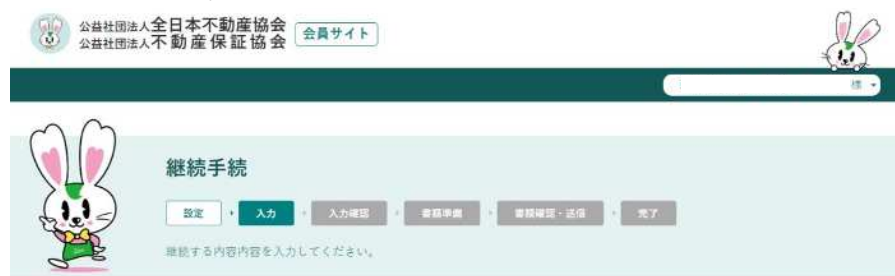 公益社団法人全日本不動産協会
公益社団法人不動産保証協会
会員サイト
様
継続手続
設定
入力
入力確認
書類準備
書類確認・送信
完了
継続する内容内容を入力してください。